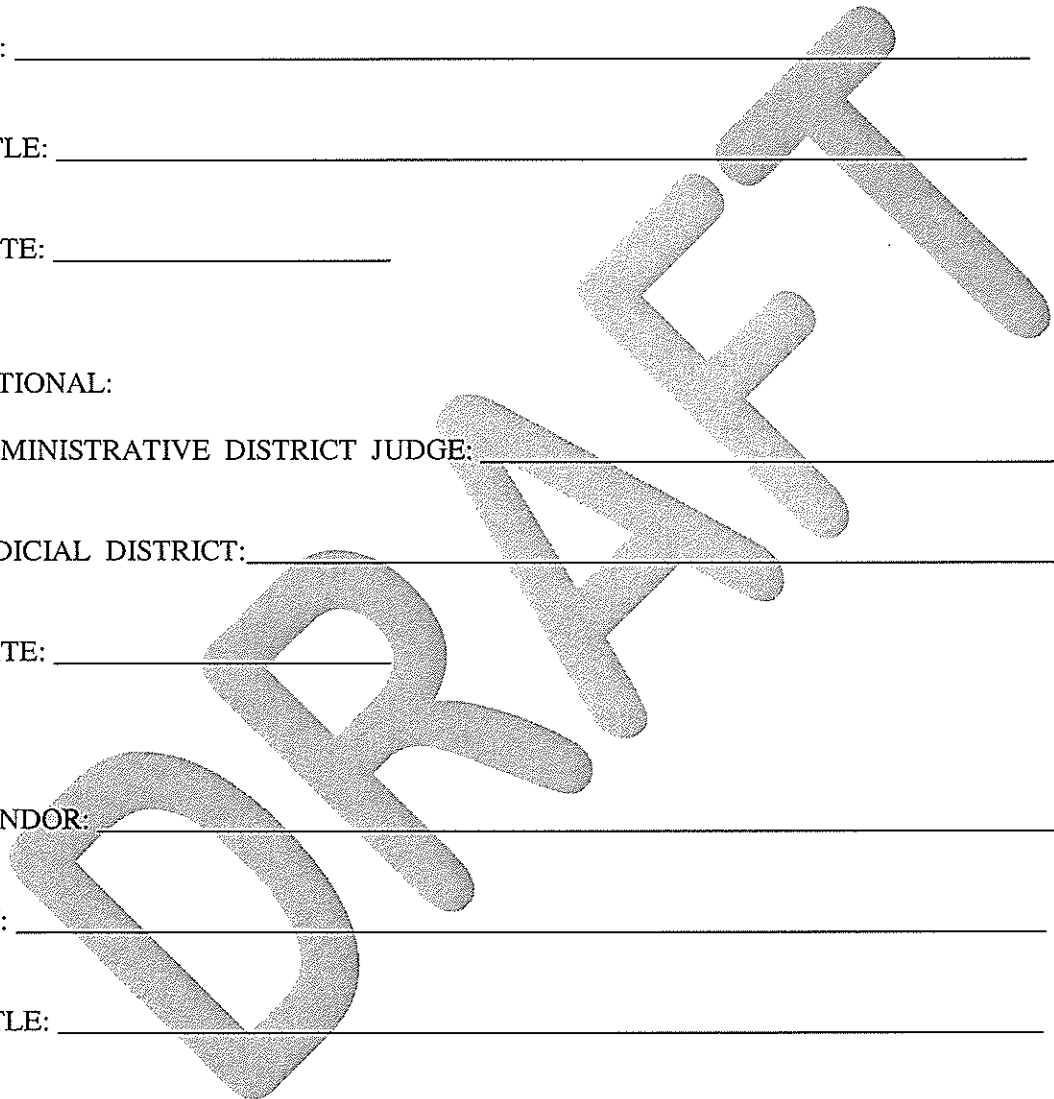 : 
TLE:
TE:
TIONAL:
MINISTRATIVE DISTRICT JUDGE:
DICIAL DISTRICT:
TE:
NDOR:
:
TLE:
DRAFT